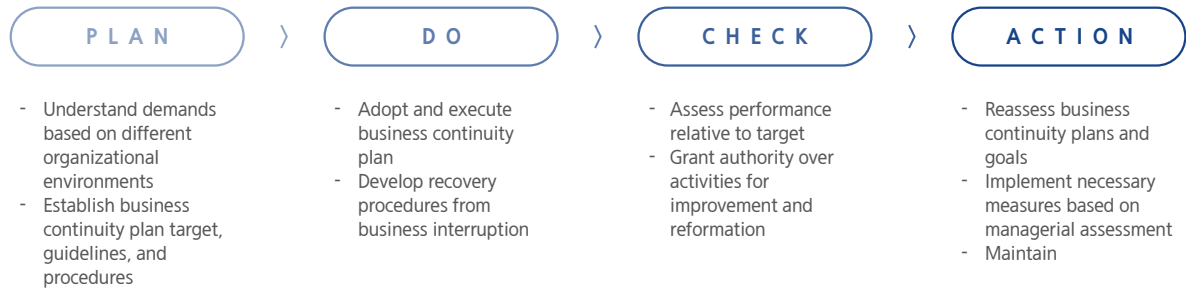 PLAN
- Understand demands
based on different
organizational
environments
- Establish business
continuity plan target,
guidelines, and
procedures
DO
- Adopt and execute
business continuity
plan
- Develop recovery
procedures from
business interruption
CHECK
- Assess performance
relative to target
- Grant authority over
activities for
improvement and
reformation
ACTION
- Reassess business
continuity plans and
goals
- Implement necessary
measures based on
managerial assessment
- Maintain